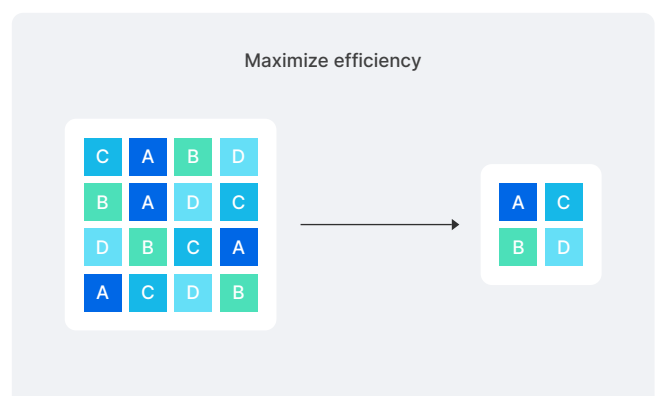 Maximize efficiency
C A B D
B A D C
D B C A
A C D B
A C
B D